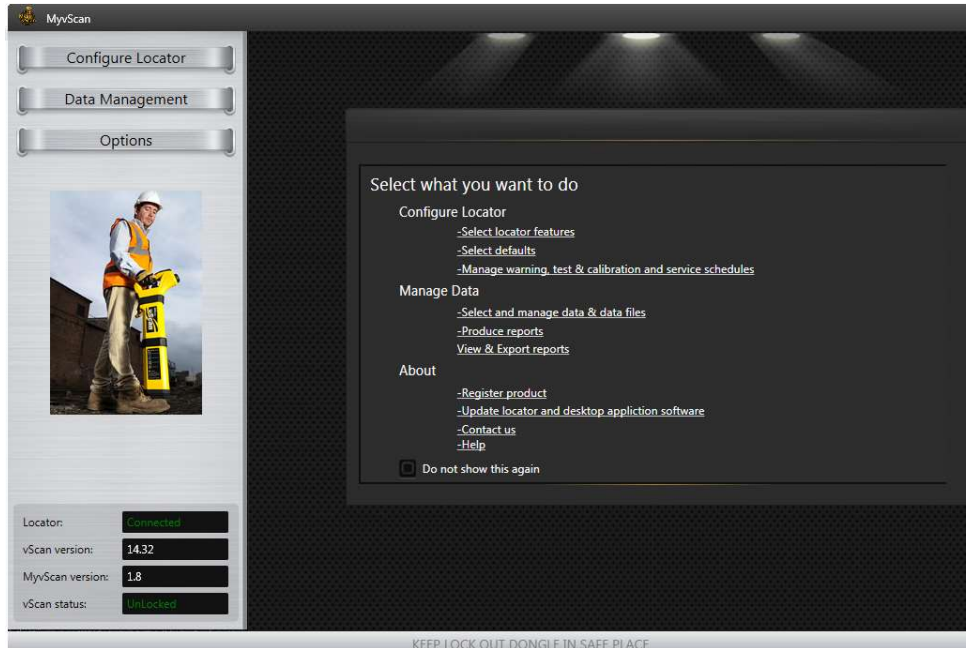 MyvScan
Configure Locator
Data Management
Options
Locator: Connected
vScan version: 14.32
MyvScan version: 1.8
vScan status: UnLocked
Select what you want to do
Configure Locator
-Select locator features
-Select defaults
-Manage warning, test & calibration and service schedules
Manage Data
-Select and manage data & data files
-Produce reports
View & Export reports
About
-Register product
-Update locator and desktop appliction software
-Contact us
-Help
Do not show this again
KEEP LOCK OUT DONGLE IN SAFE PLACE